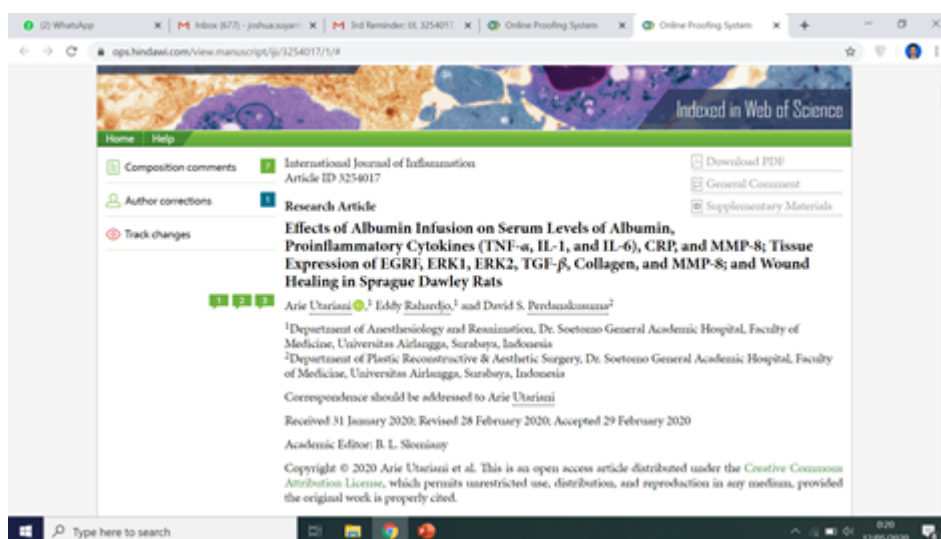 (2) WhatsApp
Inbox (677) - joshua.suyan
3rd Reminder: IJI, 3254017.
Online Proofing System
Online Proofing System
ops.hindawi.com/view.manuscript/iji/3254017/1/#
Indexed in Web of Science
Home Help
Composition comments 7
Author corrections 1
Track changes
International Journal of Inflammation
Article ID 3254017
Download PDF
General Comment
Supplementary Materials
Research Article
Effects of Albumin Infusion on Serum Levels of Albumin,
Proinflammatory Cytokines (TNF-α, IL-1, and IL-6), CRP, and MMP-8; Tissue
Expression of EGRF, ERK1, ERK2, TGF-β, Collagen, and MMP-8; and Wound
Healing in Sprague Dawley Rats
1 2 3
Arie Utariani,¹ Eddy Rahardjo,¹ and David S. Perdanakusuma²
¹Department of Anesthesiology and Reanimation, Dr. Soetomo General Academic Hospital, Faculty of
Medicine, Universitas Airlangga, Surabaya, Indonesia
²Department of Plastic Reconstructive & Aesthetic Surgery, Dr. Soetomo General Academic Hospital, Faculty
of Medicine, Universitas Airlangga, Surabaya, Indonesia
Correspondence should be addressed to Arie Utariani
Received 31 January 2020; Revised 28 February 2020; Accepted 29 February 2020
Academic Editor: B. L. Slomiany
Copyright © 2020 Arie Utariani et al. This is an open access article distributed under the Creative Commons
Attribution License, which permits unrestricted use, distribution, and reproduction in any medium, provided
the original work is properly cited.
Type here to search
0:20